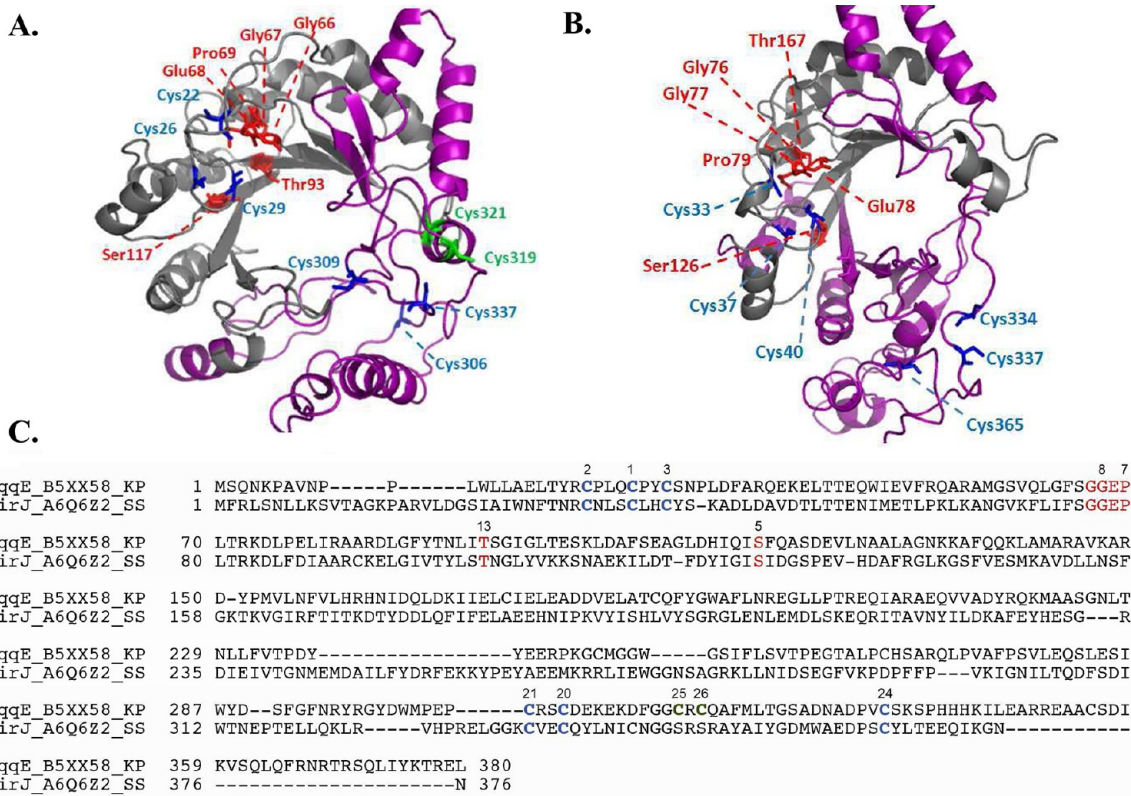 A.
Gly66
Gly67
Pro69
Glu68
Cys22
Cys26
Thr93
Cys29
Ser117
Cys321
Cys319
Cys309
Cys337
Cys306
B.
Thr167
Gly76
Gly77
Pro79
Cys33
Glu78
Ser126
Cys37
Cys40
Cys334
Cys337
Cys365
C.
2 1 3 8 7
qqE_B5XX58_KP 1 MSQNKPAVNP-----P------LWLLAELTYRCPLQCPYCSNPLDFARQEKELTTEQWIEVFRQARAMGSVQLGFSGGEP
irJ_A6Q6Z2_SS 1 MFRLSNLLKSVTAGKPARVLDGSIAIWNFTNRCNLSCLHCYS-KADLDAVDTLTTENIMETLPKLKANGVKFLIFSGGEP
13 5
qqE_B5XX58_KP 70 LTRKDLPELIRAARDLGFYTNLITSGIGLTESKLDAFSEAGLDHIQISFQASDEVLNAALAGNKKAFQQKLAMARAVKAR
irJ_A6Q6Z2_SS 80 LTRKDLFDIAARCKELGIVTYLSTNGLYVKKSNAEKILDT-FDYIGISIDGSPEV-HDAFRGLKGSFVESMKAVDLLNSF
qqE_B5XX58_KP 150 D-YPMVLNFVLHRHNIDQLDKIIELCIELEADDVELATCQFYGWAFLNREGLLPTREQIARAEQVVADYRQKMAASGNLT
irJ_A6Q6Z2_SS 158 GKYGIRFTITKDTYDDLQFIFELAEEHNIPKVYISHLVYSGRGLENLEMDLSKEQRITAVNYILDKAFEYHESG---R
qqE_B5XX58_KP 229 NLLFVTPDY---------------YEERPKGCMGGW----GSIFLSVTPEGTALPCHSARQLPVAFPSVLEQSLESI
irJ_A6Q6Z2_SS 235 DIEIVTGNMEMDAILFYDRFEKKYPEYAEEMKRRLIEWGGNSAGRKLLNIDSEGFVKPDPFFP--VKIGNILTQDFSDI
21 20 25 26 24
qqE_B5XX58_KP 287 WYD--SFGFNRYRGYDWMPEP------CRSCDEKEKDFGGCRCQAFMLTGSADNADPVCSKSPHHHKILEARREAACSDI
irJ_A6Q6Z2_SS 312 WTNEPTELLQKLR-----VHPRELGGKCVECQYLNICNGGSRSRAYAIYGDMWAEDPSCYLTEEQIKGN-----------
qqE_B5XX58_KP 359 KVSQLQFRNRTRSQLIYKTREL 380
irJ_A6Q6Z2_SS 376 ---------------------N 376